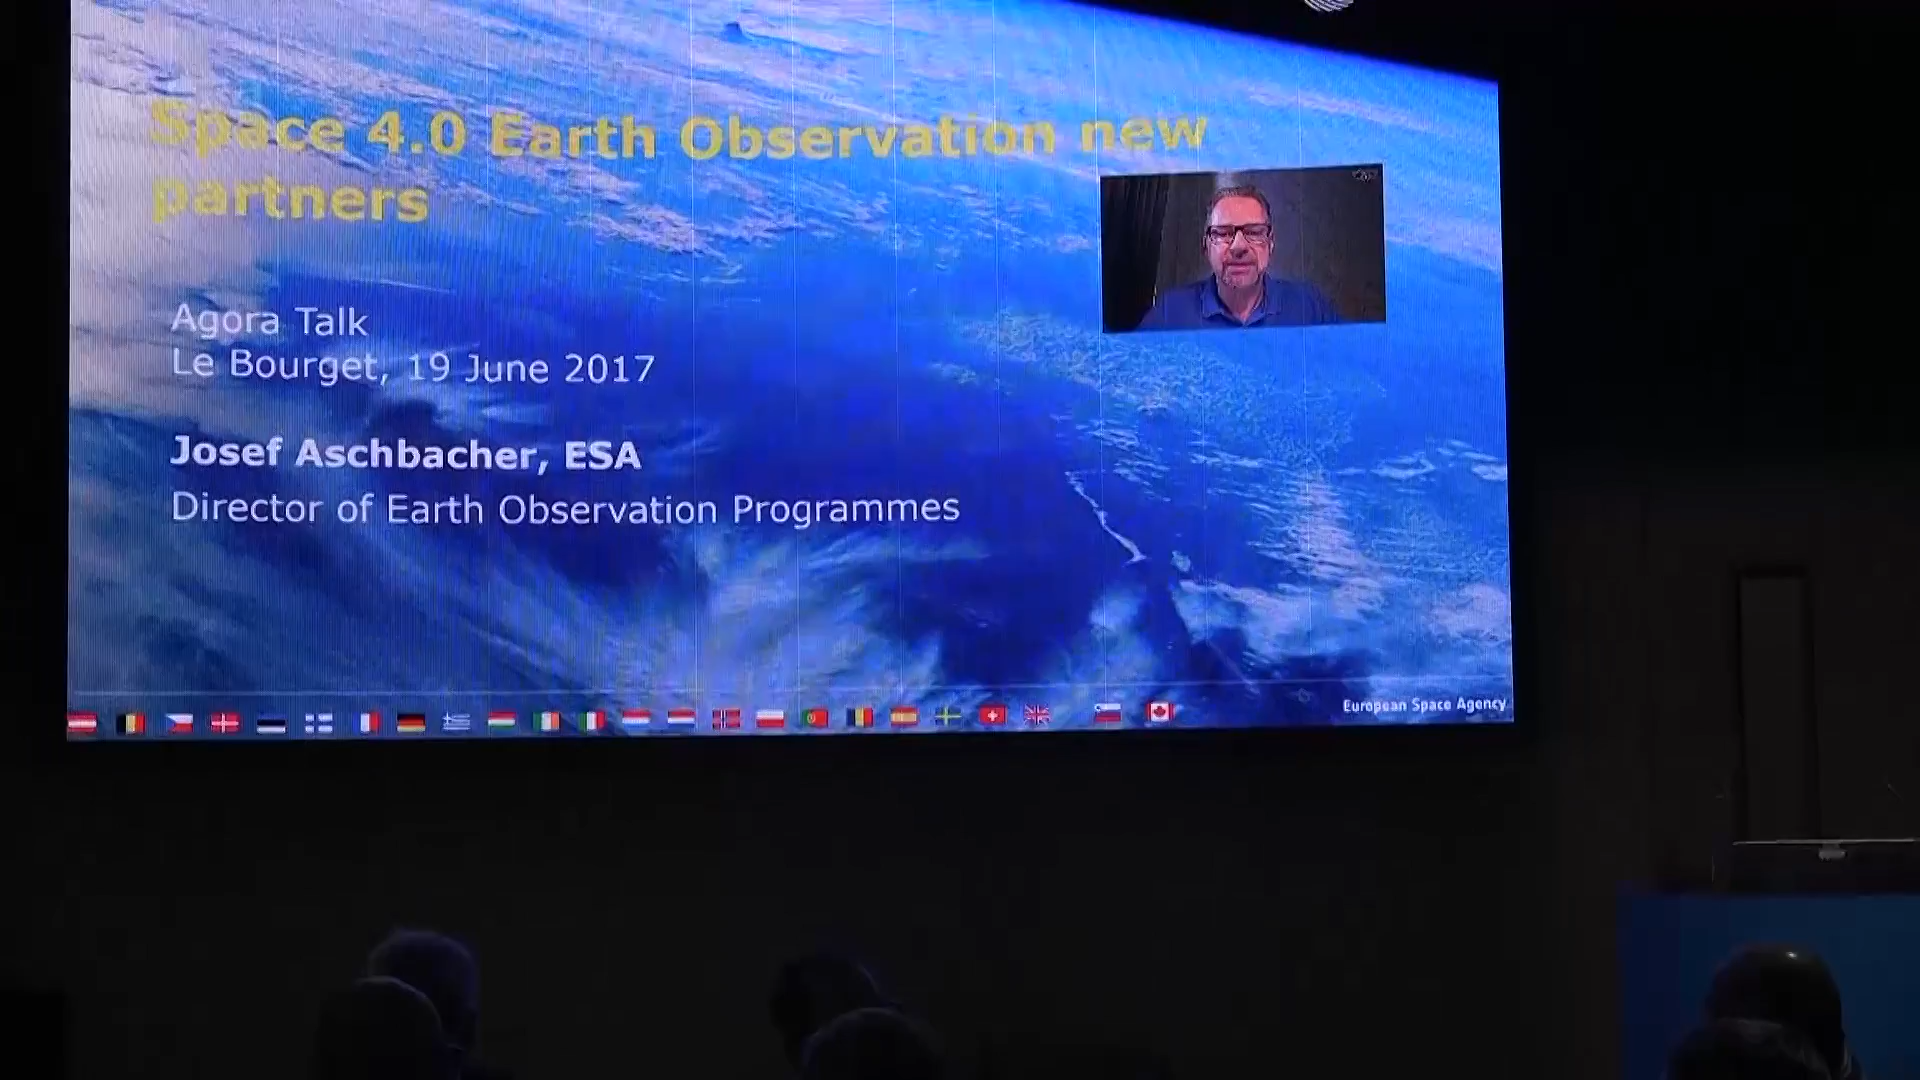 Space 4.0 Earth Observation new
partners
Agora Talk
Le Bourget, 19 June 2017
Josef Aschbacher, ESA
Director of Earth Observation Programmes
European Space Agency